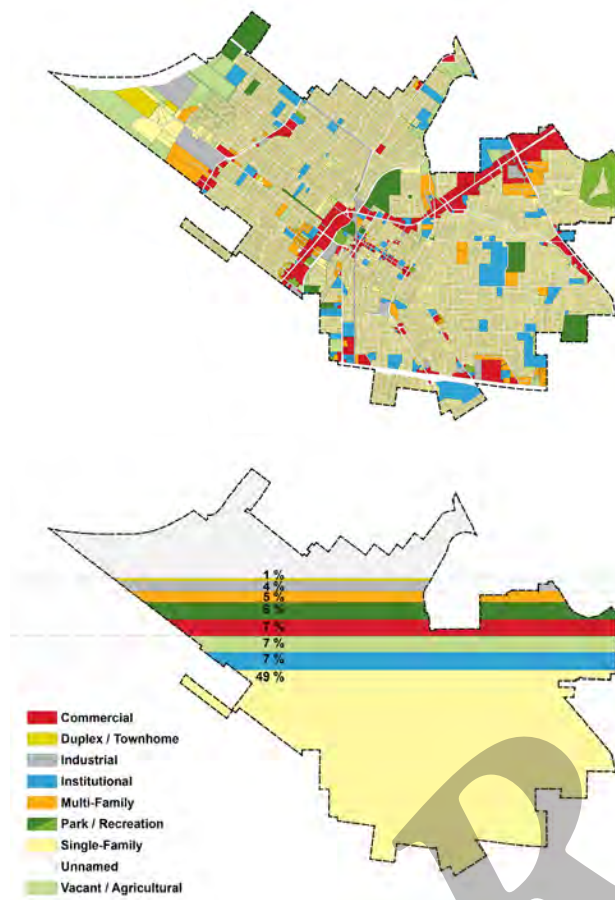 1 %
4 %
5 %
6 %
7 %
7 %
7 %
49 %
Commercial
Duplex / Townhome
Industrial
Institutional
Multi-Family
Park / Recreation
Single-Family
Unnamed
Vacant / Agricultural